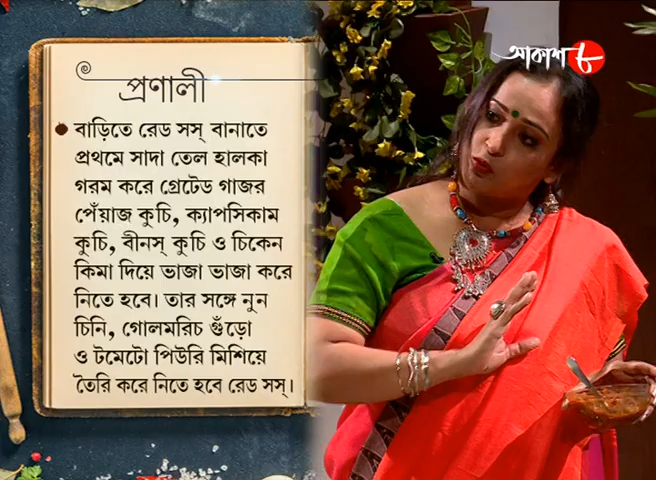 আকাশ ৮
প্রণালী
বাড়িতে রেড সস্ বানাতে
প্রথমে সাদা তেল হালকা
গরম করে গ্রেটেড গাজর
পেঁয়াজ কুচি, ক্যাপসিকাম
কুচি, বীনস্ কুচি ও চিকেন
কিমা দিয়ে ভাজা ভাজা করে
নিতে হবে। তার সঙ্গে নুন
চিনি, গোলমরিচ গুঁড়ো
ও টমেটো পিউরি মিশিয়ে
তৈরি করে নিতে হবে রেড সস্।